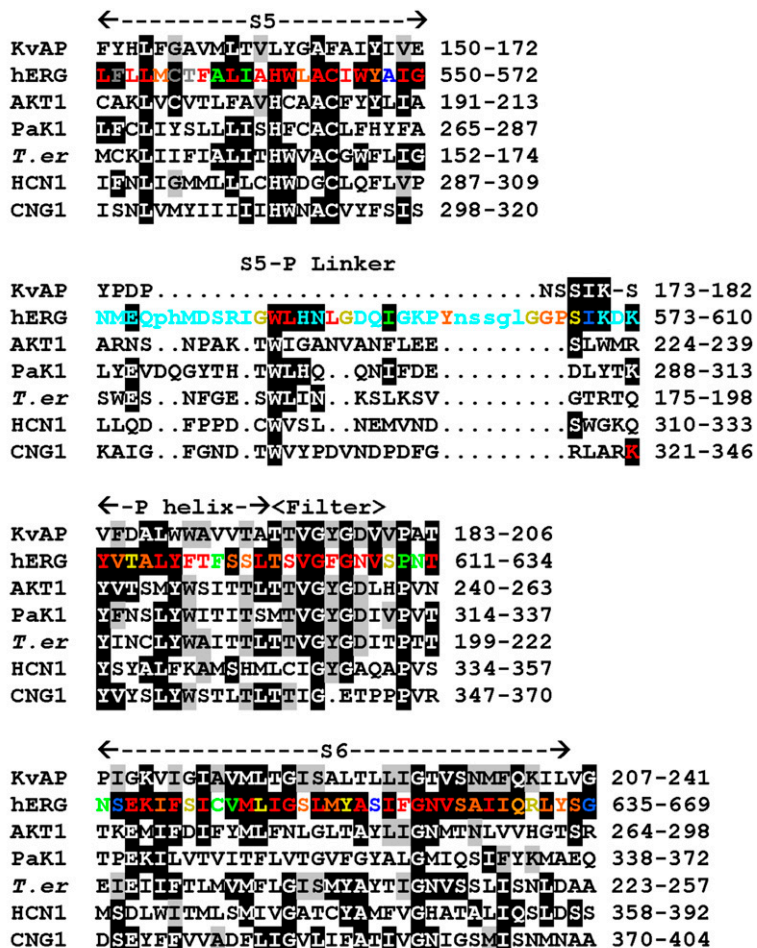 ←---------S5---------→
KvAP FYHLFGAVMLTVLYGAFAIYIVE 150-172
hERG LFLLMCTFALIAHWLACIWYAIG 550-572
AKT1 CAKLVCVTLFAVHCAACFYYLIA 191-213
PaK1 LFCLIYSLLLISHFCACLFHYFA 265-287
T.er MCKLIIFIALITHWVACGWFLIG 152-174
HCN1 IFNLIGMMLLLCHWDGCLQFLVP 287-309
CNG1 ISNLVMYIIIIIHWNACVYFSIS 298-320
S5-P Linker
KvAP YPDP...........................NSSIK-S 173-182
hERG NMEQphMDSRIGWLHNLGDQIGKPYnssglGGPSIKDK 573-610
AKT1 ARNS..NPAK.TWIGANVANFLEE.........SLWMR 224-239
PaK1 LYEVDQGYTH.TWLHQ..QNIFDE.........DLYTK 288-313
T.er SWES..NFGE.SWLIN..KSLKSV.........GTRTQ 175-198
HCN1 LLQD..FPPD.CWVSL..NEMVND.........SWGKQ 310-333
CNG1 KAIG..FGND.TWVYPDVNDPDFG.........RLARK 321-346
←-P helix-→<Filter>
KvAP VFDALWWAVVTATTVGYGDVVPAT 183-206
hERG YVTALYFTFSSLTSVGFGNVSPNT 611-634
AKT1 YVTSMYWSITTLTTVGYGDLHPVN 240-263
PaK1 YFNSLYWITITSMTVGYGDIVPVT 314-337
T.er YINCLYWAITTLTTVGYGDITPTT 199-222
HCN1 YSYALFKAMSHMLCIGYGAQAPVS 334-357
CNG1 YVYSLYWSTLTLTTIG.ETPPPVR 347-370
←---------------S6---------------→
KvAP PIGKVIGIAVMLTGISALTLLIGTVSNMFQKILVG 207-241
hERG NSEKIFSICVMLIGSLMYASIFGNVSAIIQRLYSG 635-669
AKT1 TKEMIFDIFYMLFNLGLTAYLIGNMTNLVVHGTSR 264-298
PaK1 TPEKILVTVITFLVTGVFGYALGMIQSIFYKMAEQ 338-372
T.er EIEIIFTLMVMFLGISMYAYTIGNVSSLISNLDAA 223-257
HCN1 MSDLWITMLSMIVGATCYAMFVGHATALIQSLDSS 358-392
CNG1 DSEYFFVVADFLIGVLIFATIVGNIGSMISNMNAA 370-404